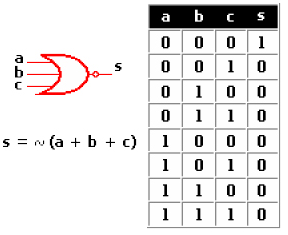 a
b
c
s
s = ~ (a + b + c)
a b c s
0 0 0 1
0 0 1 0
0 1 0 0
0 1 1 0
1 0 0 0
1 0 1 0
1 1 0 0
1 1 1 0